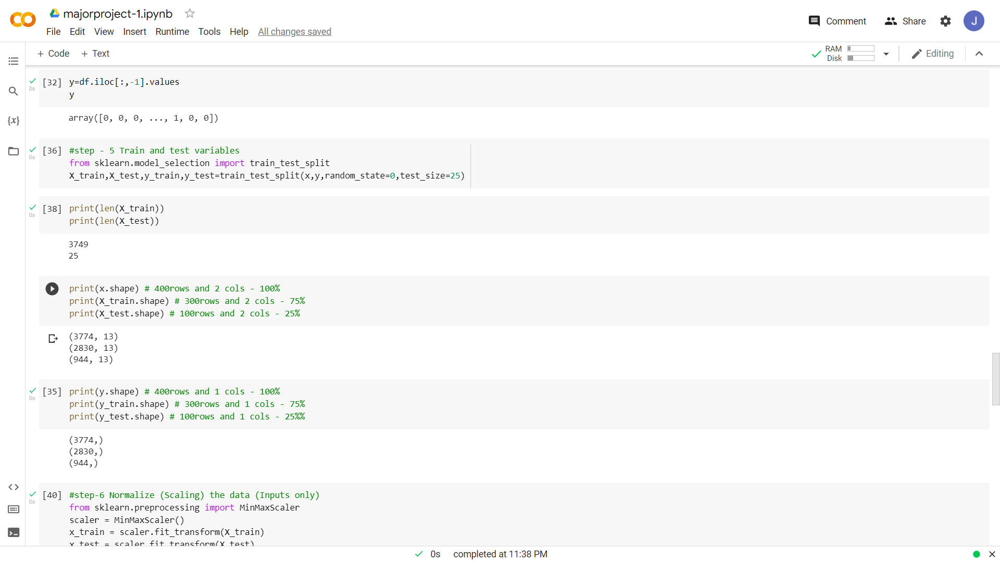 majorproject-1.ipynb
File Edit View Insert Runtime Tools Help All changes saved
Comment Share J
+ Code + Text
RAM
Disk
Editing
{x}
[32] y=df.iloc[:,-1].values
0s
y
array([0, 0, 0, ..., 1, 0, 0])
[36] #step - 5 Train and test variables
0s
from sklearn.model_selection import train_test_split
X_train,X_test,y_train,y_test=train_test_split(x,y,random_state=0,test_size=25)
[38] print(len(X_train))
0s
print(len(X_test))
3749
25
print(x.shape) # 400rows and 2 cols - 100%
print(X_train.shape) # 300rows and 2 cols - 75%
print(X_test.shape) # 100rows and 2 cols - 25%
(3774, 13)
(2830, 13)
(944, 13)
[35] print(y.shape) # 400rows and 1 cols - 100%
0s
print(y_train.shape) # 300rows and 1 cols - 75%
print(y_test.shape) # 100rows and 1 cols - 25%%
(3774,)
(2830,)
(944,)
[40] #step-6 Normalize (Scaling) the data (Inputs only)
0s
from sklearn.preprocessing import MinMaxScaler
scaler = MinMaxScaler()
x_train = scaler.fit_transform(X_train)
x_test = scaler.fit_transform(X_test)
0s completed at 11:38 PM